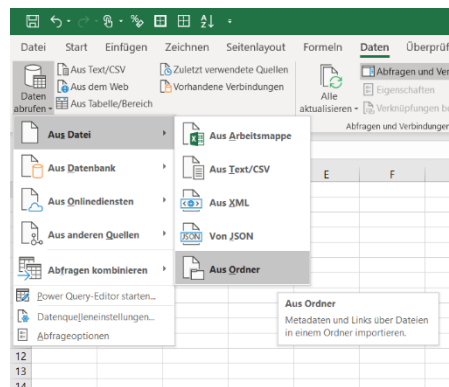 Datei Start Einfügen Zeichnen Seitenlayout Formeln Daten Überprüf
Daten abrufen
Aus Text/CSV
Aus dem Web
Aus Tabelle/Bereich
Zuletzt verwendete Quellen
Vorhandene Verbindungen
Alle
aktualisieren
Abfragen und Ver
Eigenschaften
Verknüpfungen be
Abfragen und Verbindunger
Aus Datei
Aus Datenbank
Aus Onlinediensten
Aus anderen Quellen
Abfragen kombinieren
Power Query-Editor starten...
Datenquelleneinstellungen...
Abfrageoptionen
Aus Arbeitsmappe
Aus Text/CSV
Aus XML
JSON
Von JSON
Aus Ordner
E F
Aus Ordner
Metadaten und Links über Dateien
in einem Ordner importieren.
12
13
14